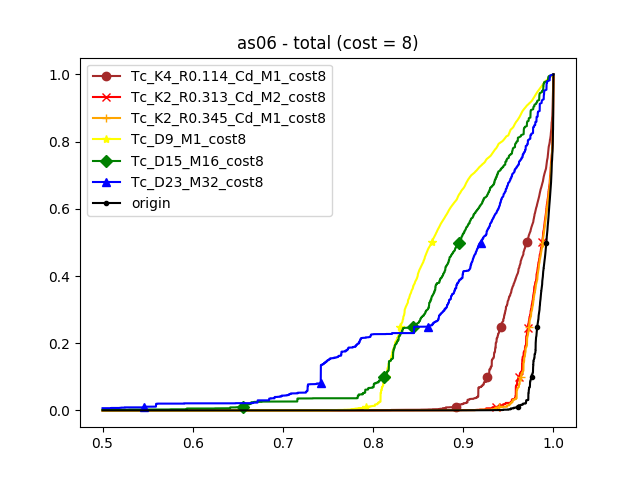 as06 - total (cost = 8)
Tc_K4_R0.114_Cd_M1_cost8
Tc_K2_R0.313_Cd_M2_cost8
Tc_K2_R0.345_Cd_M1_cost8
Tc_D9_M1_cost8
Tc_D15_M16_cost8
Tc_D23_M32_cost8
origin
1.0
0.8
0.6
0.4
0.2
0.0
0.5 0.6 0.7 0.8 0.9 1.0